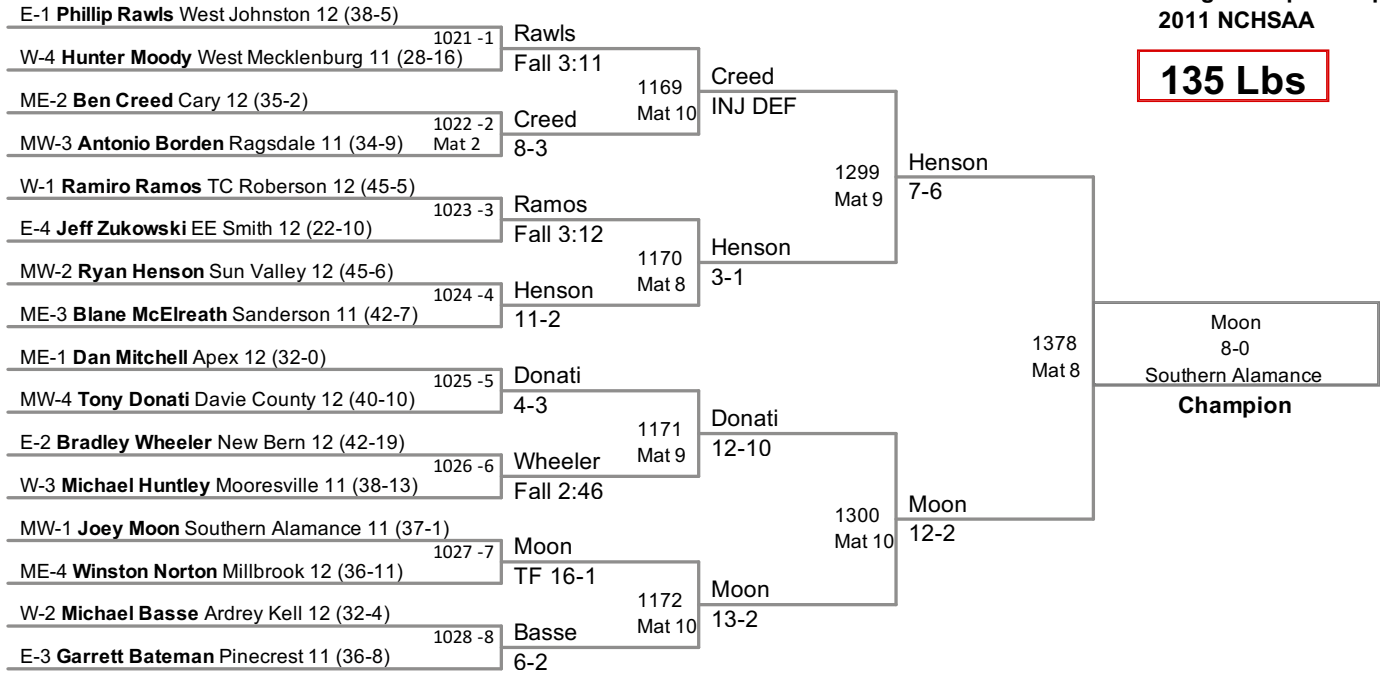 2011 NCHSAA
135 Lbs
E-1 Phillip Rawls West Johnston 12 (38-5)
1021 -1
W-4 Hunter Moody West Mecklenburg 11 (28-16)
Rawls
Fall 3:11
ME-2 Ben Creed Cary 12 (35-2)
1022 -2
Mat 2
MW-3 Antonio Borden Ragsdale 11 (34-9)
Creed
8-3
1169
Mat 10
Creed
INJ DEF
W-1 Ramiro Ramos TC Roberson 12 (45-5)
1023 -3
E-4 Jeff Zukowski EE Smith 12 (22-10)
Ramos
Fall 3:12
MW-2 Ryan Henson Sun Valley 12 (45-6)
1024 -4
ME-3 Blane McElreath Sanderson 11 (42-7)
Henson
11-2
1170
Mat 8
Henson
3-1
1299
Mat 9
Henson
7-6
ME-1 Dan Mitchell Apex 12 (32-0)
1025 -5
MW-4 Tony Donati Davie County 12 (40-10)
Donati
4-3
E-2 Bradley Wheeler New Bern 12 (42-19)
1026 -6
W-3 Michael Huntley Mooresville 11 (38-13)
Wheeler
Fall 2:46
1171
Mat 9
Donati
12-10
MW-1 Joey Moon Southern Alamance 11 (37-1)
1027 -7
ME-4 Winston Norton Millbrook 12 (36-11)
Moon
TF 16-1
W-2 Michael Basse Ardrey Kell 12 (32-4)
1028 -8
E-3 Garrett Bateman Pinecrest 11 (36-8)
Basse
6-2
1172
Mat 10
Moon
13-2
1300
Mat 10
Moon
12-2
1378
Mat 8
Moon
8-0
Southern Alamance
Champion